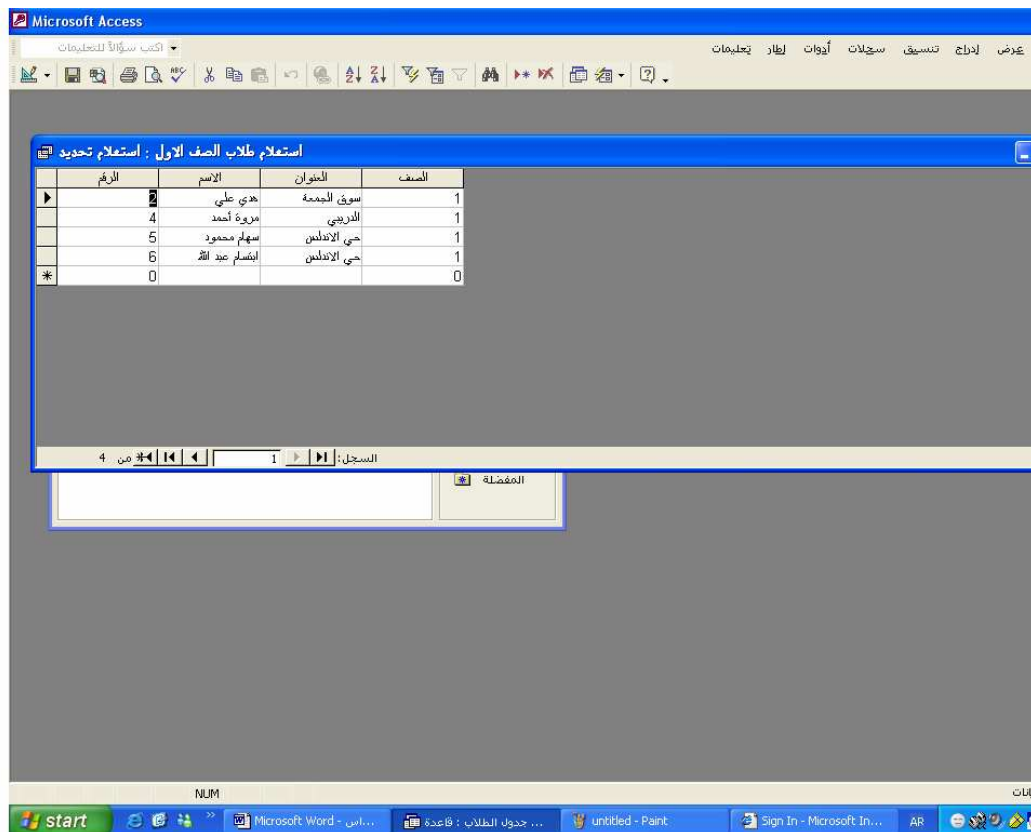 Microsoft Access
عرض إدراج تنسيق سجلات أدوات إطار تعليمات
اكتب سؤالاً للتعليمات
استعلام طلاب الصف الاول : استعلام تحديد
الرقم الاسم العنوان الصف
2 هدي علي سوق الجمعة 1
4 مروة أحمد الدريبي 1
5 سهام محمود حي الاندلس 1
6 ابتسام عبد الله حي الاندلس 1
0 0
السجل: 1 من 4
المفضلة
NUM
start
Microsoft Word - اس...
جدول الطلاب : قاعدة ...
untitled - Paint
Sign In - Microsoft In...
AR